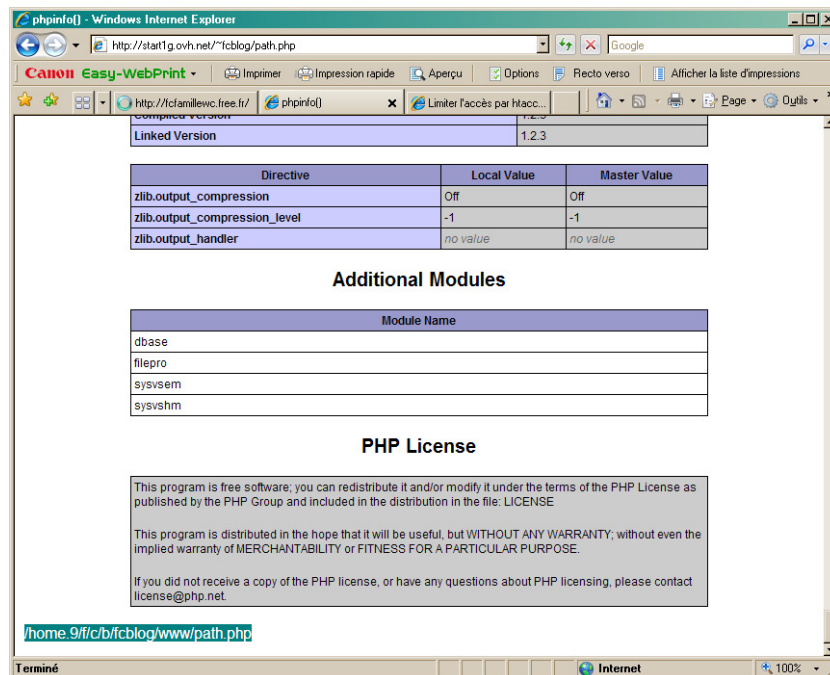 phpinfo() - Windows Internet Explorer
http://start1g.ovh.net/~fcblog/path.php
Google
Canon Easy-WebPrint Imprimer Impression rapide Aperçu Options Recto verso Afficher la liste d'impressions
http://fcfamillewc.free.fr/ phpinfo() Limiter l'accès par htacc... Page Outils
Compiled Version 1.2.3
Linked Version 1.2.3
Directive Local Value Master Value
zlib.output_compression Off Off
zlib.output_compression_level -1 -1
zlib.output_handler no value no value
Additional Modules
Module Name
dbase
filepro
sysvsem
sysvshm
PHP License
This program is free software; you can redistribute it and/or modify it under the terms of the PHP License as
published by the PHP Group and included in the distribution in the file: LICENSE
This program is distributed in the hope that it will be useful, but WITHOUT ANY WARRANTY; without even the
implied warranty of MERCHANTABILITY or FITNESS FOR A PARTICULAR PURPOSE.
If you did not receive a copy of the PHP license, or have any questions about PHP licensing, please contact
license@php.net.
/home.9/f/c/b/fcblog/www/path.php
Terminé Internet 100%